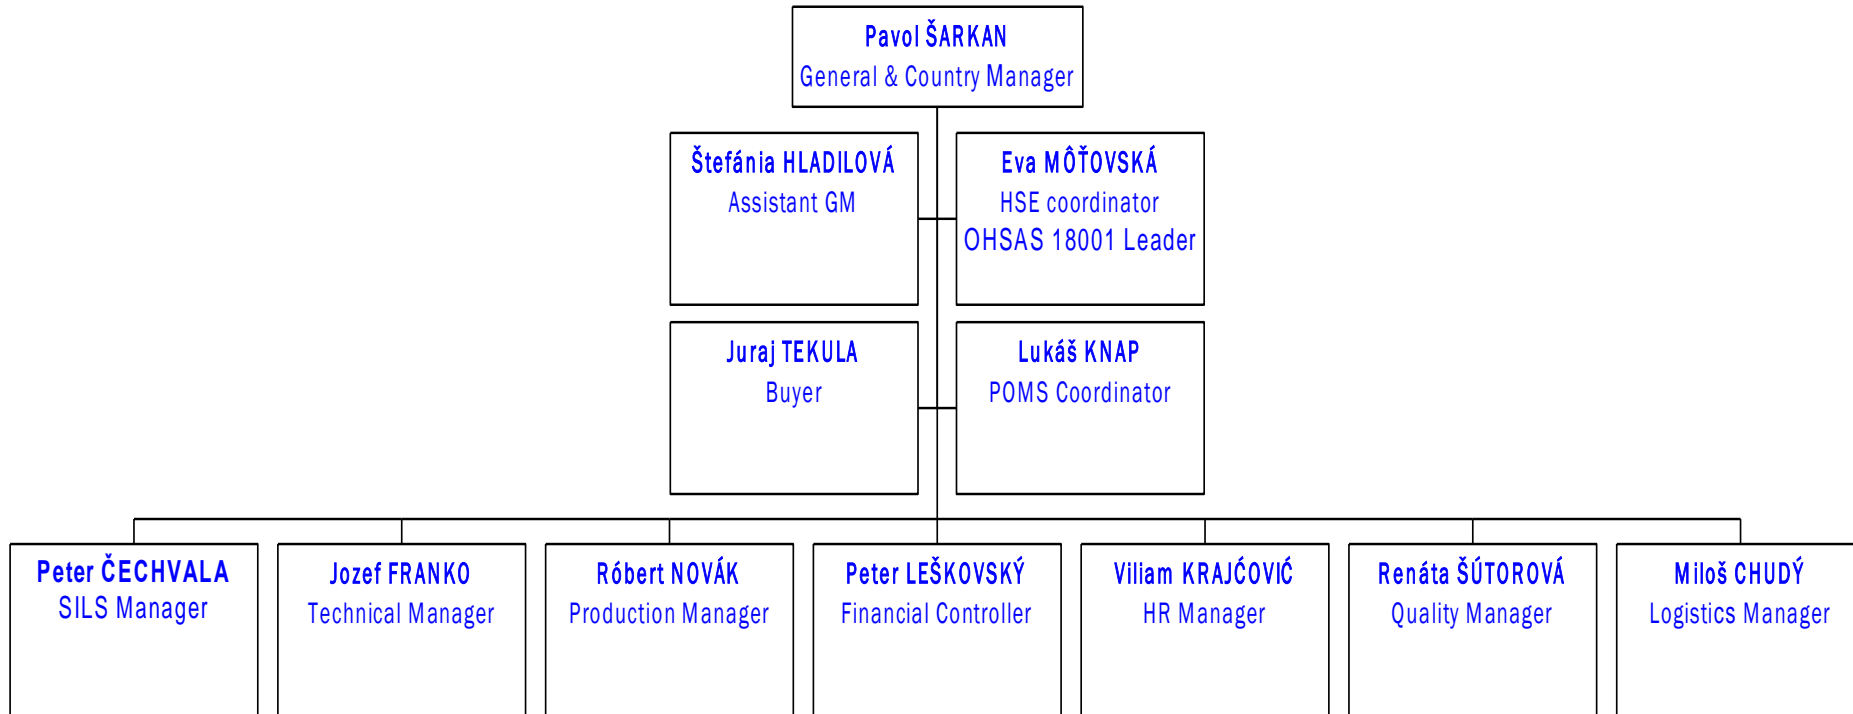 Pavol ŠARKAN
General & Country Manager
Štefánia HLADILOVÁ
Assistant GM
Eva MÔŤOVSKÁ
HSE coordinator
OHSAS 18001 Leader
Juraj TEKULA
Buyer
Lukáš KNAP
POMS Coordinator
Peter ČECHVALA
SILS Manager
Jozef FRANKO
Technical Manager
Róbert NOVÁK
Production Manager
Peter LEŠKOVSKÝ
Financial Controller
Viliam KRAJĆOVIĆ
HR Manager
Renáta ŠÚTOROVÁ
Quality Manager
Miloš CHUDÝ
Logistics Manager